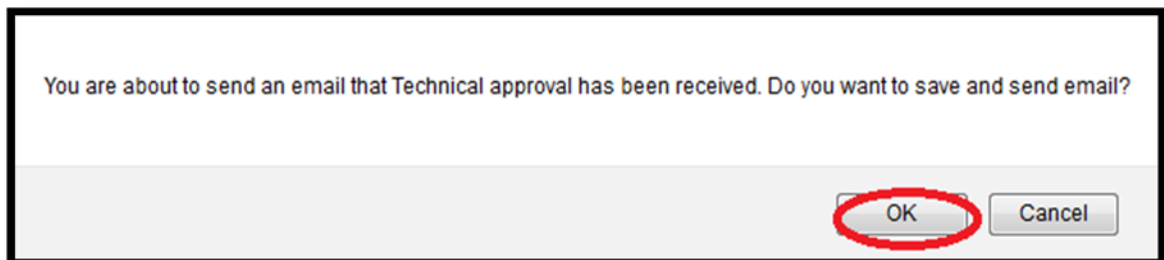 You are about to send an email that Technical approval has been received. Do you want to save and send email?
OK
Cancel